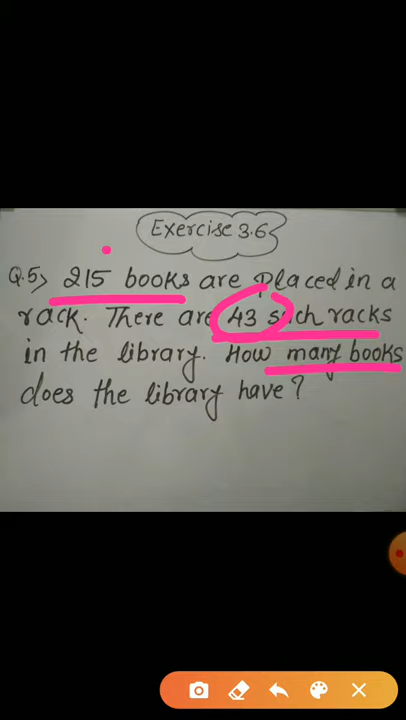 Exercise 3.6
Q.5> 215 books are placed in a
rack. There are 43 such racks
in the library. How many books
does the library have?